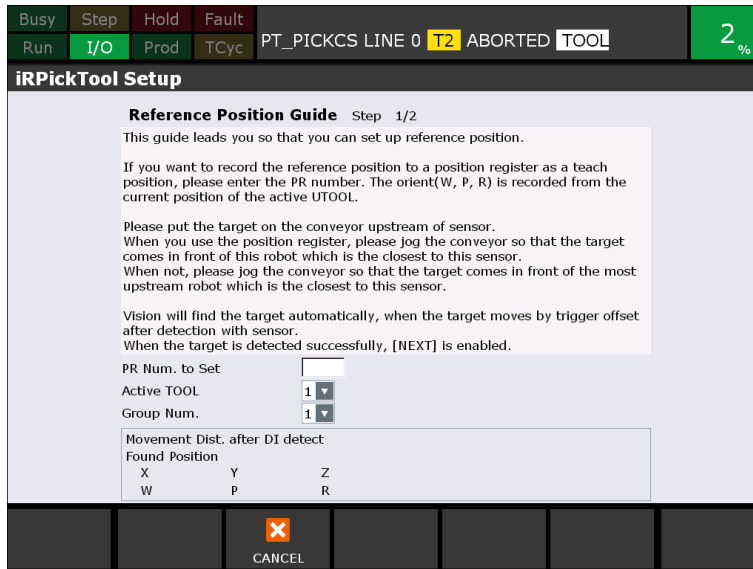 Busy Step Hold Fault
Run I/O Prod TCyc
PT_PICKCS LINE 0 T2 ABORTED TOOL
2 %
iRPickTool Setup
Reference Position Guide Step 1/2
This guide leads you so that you can set up reference position.
If you want to record the reference position to a position register as a teach
position, please enter the PR number. The orient(W, P, R) is recorded from the
current position of the active UTOOL.
Please put the target on the conveyor upstream of sensor.
When you use the position register, please jog the conveyor so that the target
comes in front of this robot which is the closest to this sensor.
When not, please jog the conveyor so that the target comes in front of the most
upstream robot which is the closest to this sensor.
Vision will find the target automatically, when the target moves by trigger offset
after detection with sensor.
When the target is detected successfully, [NEXT] is enabled.
PR Num. to Set
Active TOOL 1
Group Num. 1
Movement Dist. after DI detect
Found Position
X Y Z
W P R
CANCEL